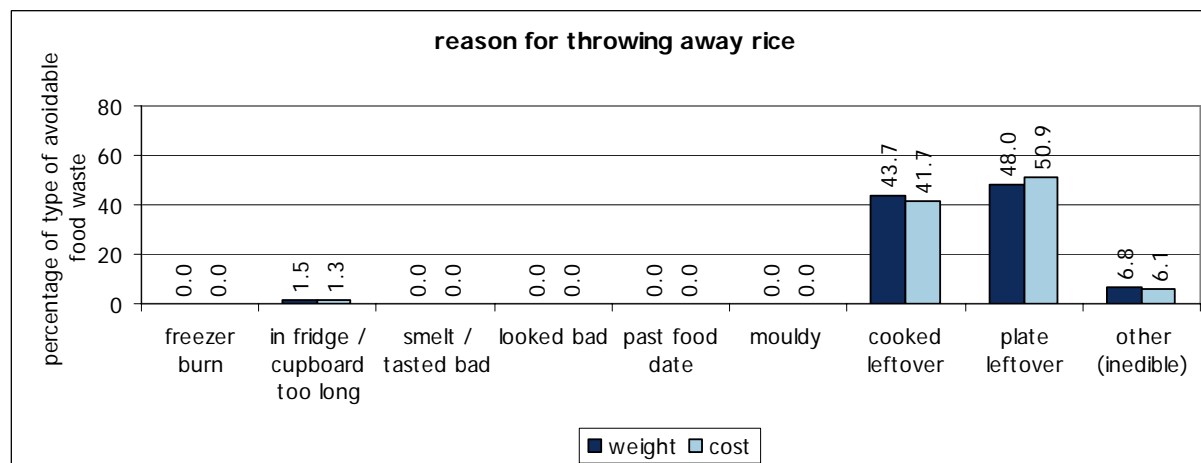 reason for throwing away rice
percentage of type of avoidable
food waste
80
60
40
20
0
0.0 0.0
1.5 1.3
0.0 0.0
0.0 0.0
0.0 0.0
0.0 0.0
43.7 41.7
48.0 50.9
6.8 6.1
freezer
burn
in fridge /
cupboard
too long
smelt /
tasted bad
looked bad
past food
date
mouldy
cooked
leftover
plate
leftover
other
(inedible)
weight cost